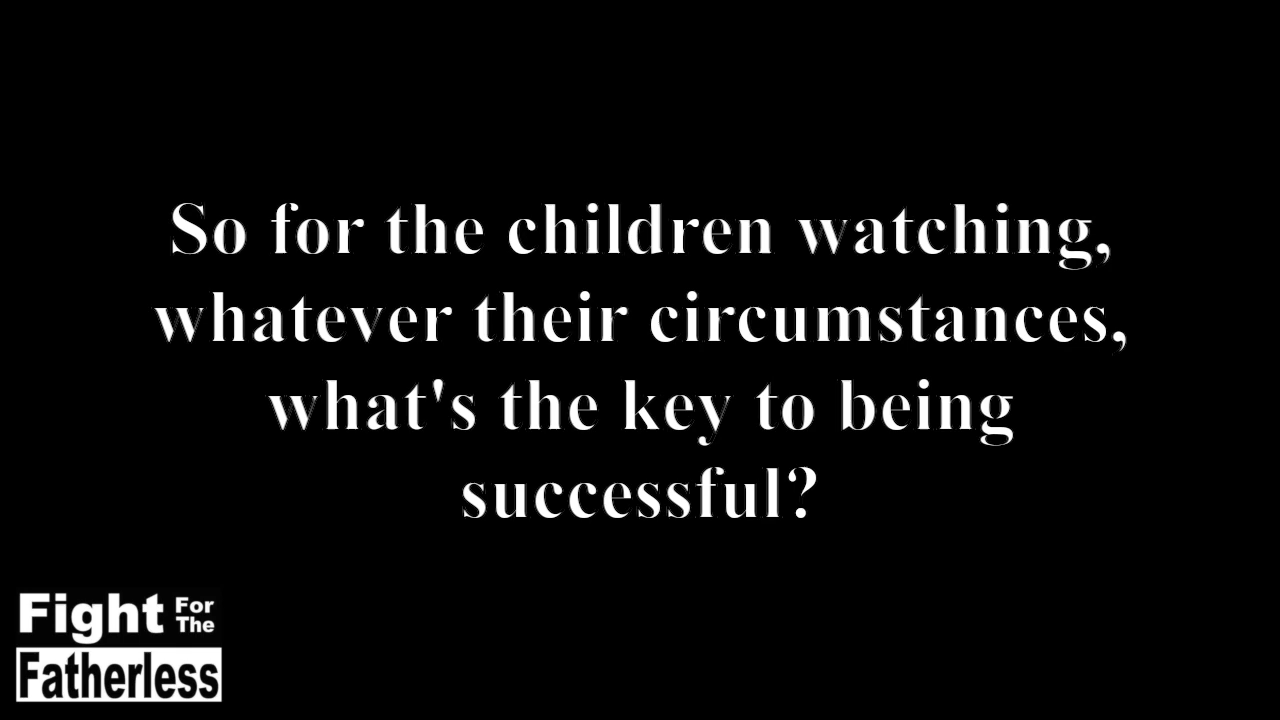 So for the children watching,
whatever their circumstances,
what's the key to being
successful?
Fight For The
Fatherless